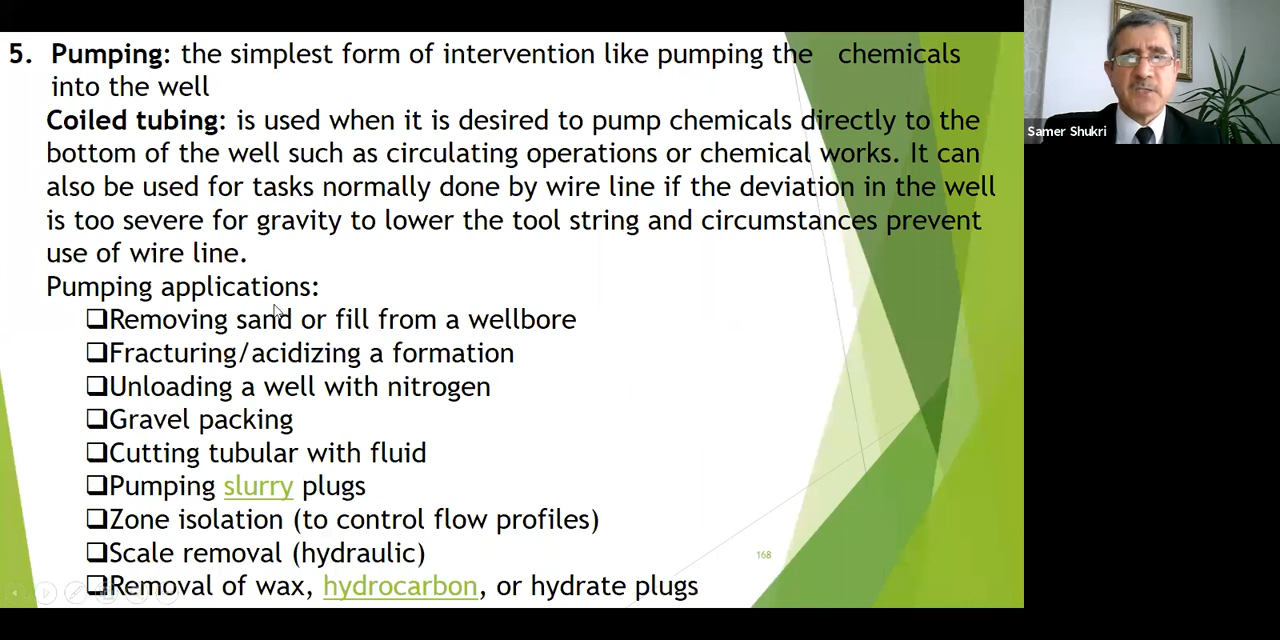 5. Pumping: the simplest form of intervention like pumping the chemicals
into the well
Coiled tubing: is used when it is desired to pump chemicals directly to the
bottom of the well such as circulating operations or chemical works. It can
also be used for tasks normally done by wire line if the deviation in the well
is too severe for gravity to lower the tool string and circumstances prevent
use of wire line.
Pumping applications:
❑Removing sand or fill from a wellbore
❑Fracturing/acidizing a formation
❑Unloading a well with nitrogen
❑Gravel packing
❑Cutting tubular with fluid
❑Pumping slurry plugs
❑Zone isolation (to control flow profiles)
❑Scale removal (hydraulic)
❑Removal of wax, hydrocarbon, or hydrate plugs
168
Samer Shukri